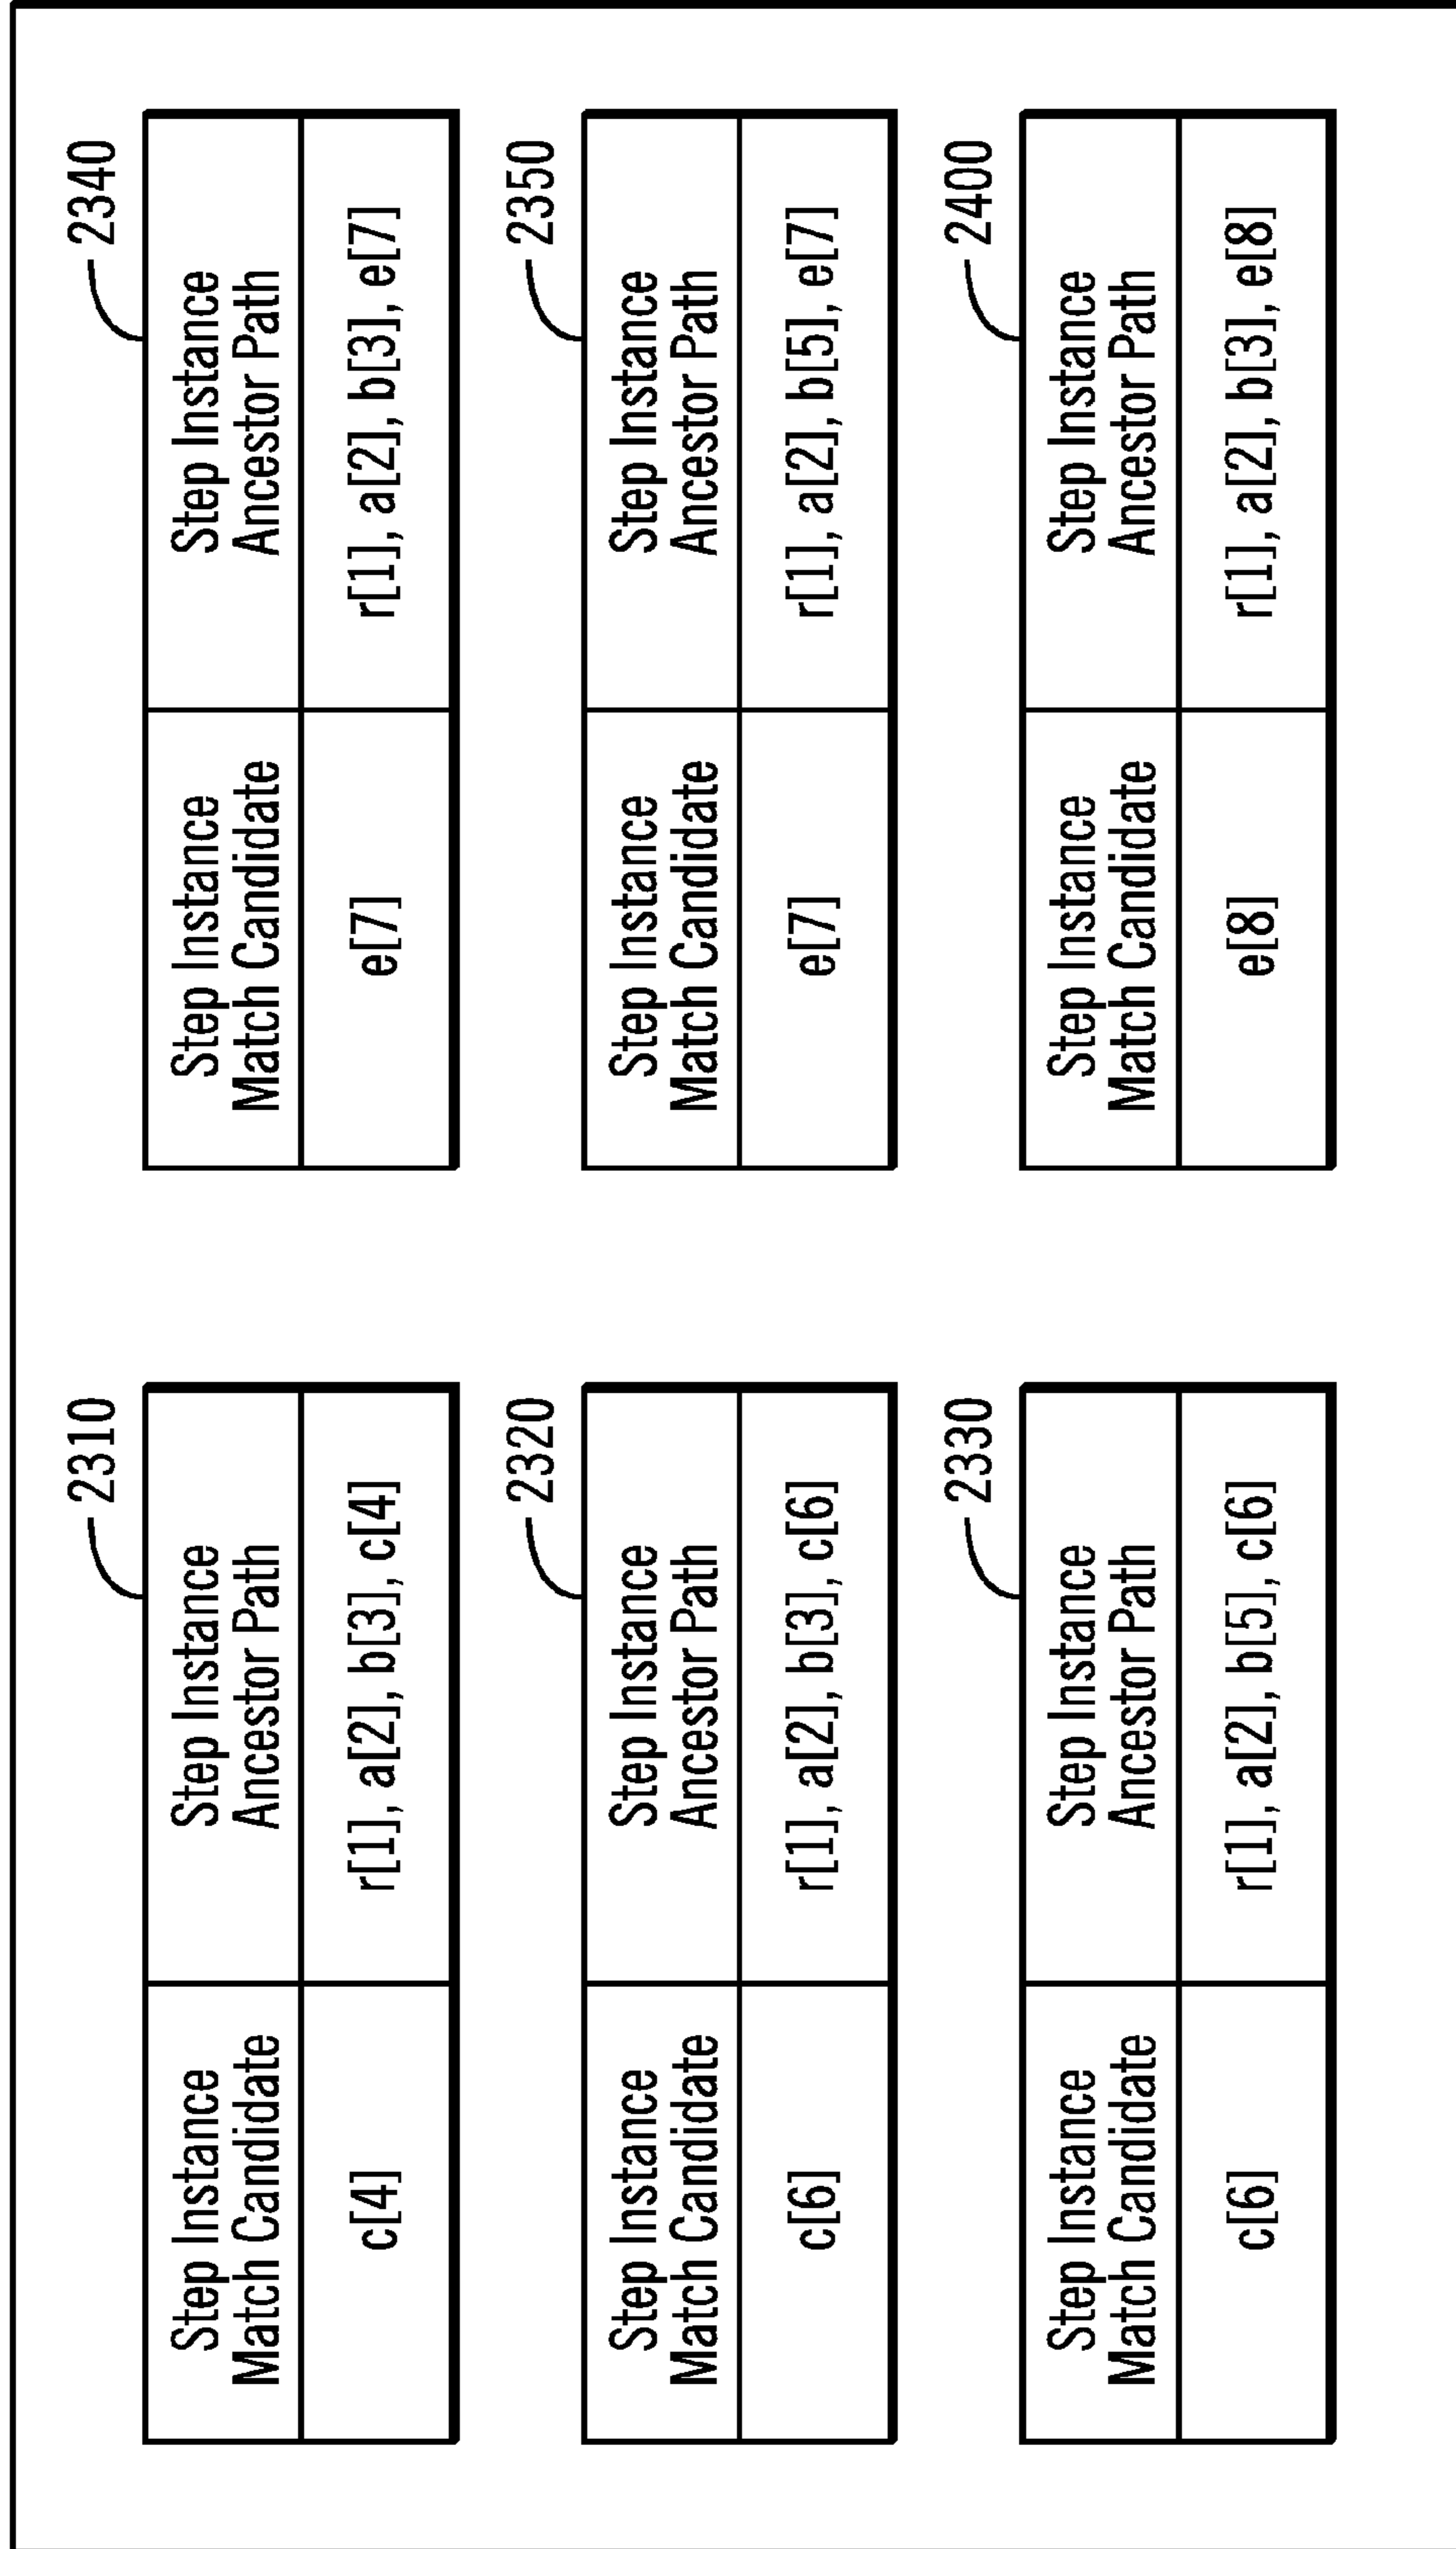 2310
Step Instance
Match Candidate
Step Instance
Ancestor Path
c[4]
r[1], a[2], b[3], c[4]
2340
Step Instance
Match Candidate
Step Instance
Ancestor Path
e[7]
r[1], a[2], b[3], e[7]
2320
Step Instance
Match Candidate
Step Instance
Ancestor Path
c[6]
r[1], a[2], b[3], c[6]
2350
Step Instance
Match Candidate
Step Instance
Ancestor Path
e[7]
r[1], a[2], b[5], e[7]
2330
Step Instance
Match Candidate
Step Instance
Ancestor Path
c[6]
r[1], a[2], b[5], c[6]
2400
Step Instance
Match Candidate
Step Instance
Ancestor Path
e[8]
r[1], a[2], b[3], e[8]